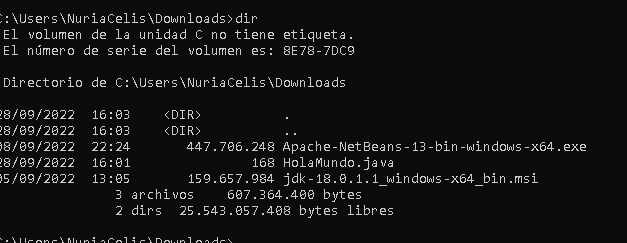 C:\Users\NuriaCelis\Downloads>dir
El volumen de la unidad C no tiene etiqueta.
El número de serie del volumen es: 8E78-7DC9
Directorio de C:\Users\NuriaCelis\Downloads
28/09/2022 16:03 <DIR> .
28/09/2022 16:03 <DIR> ..
08/09/2022 22:24 447.706.248 Apache-NetBeans-13-bin-windows-x64.exe
28/09/2022 16:01 168 HolaMundo.java
05/09/2022 13:05 159.657.984 jdk-18.0.1.1_windows-x64_bin.msi
3 archivos 607.364.400 bytes
2 dirs 25.543.057.408 bytes libres
C:\Users\NuriaCelis\Downloads>